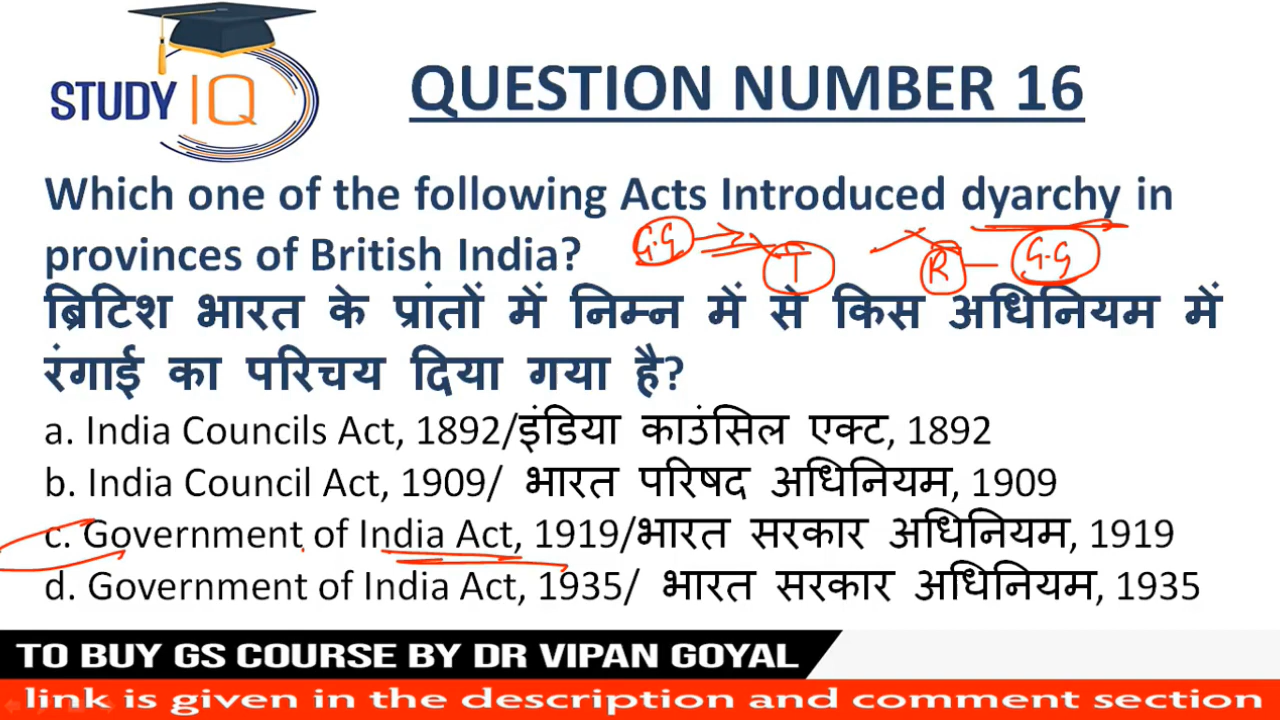 STUDY IQ
QUESTION NUMBER 16
Which one of the following Acts Introduced dyarchy in
provinces of British India?
G.G T R G.G
ब्रिटिश भारत के प्रांतों में निम्न में से किस अधिनियम में
रंगाई का परिचय दिया गया है?
a. India Councils Act, 1892/इंडिया काउंसिल एक्ट, 1892
b. India Council Act, 1909/ भारत परिषद अधिनियम, 1909
c. Government of India Act, 1919/भारत सरकार अधिनियम, 1919
d. Government of India Act, 1935/ भारत सरकार अधिनियम, 1935
TO BUY GS COURSE BY DR VIPAN GOYAL
link is given in the description and comment section